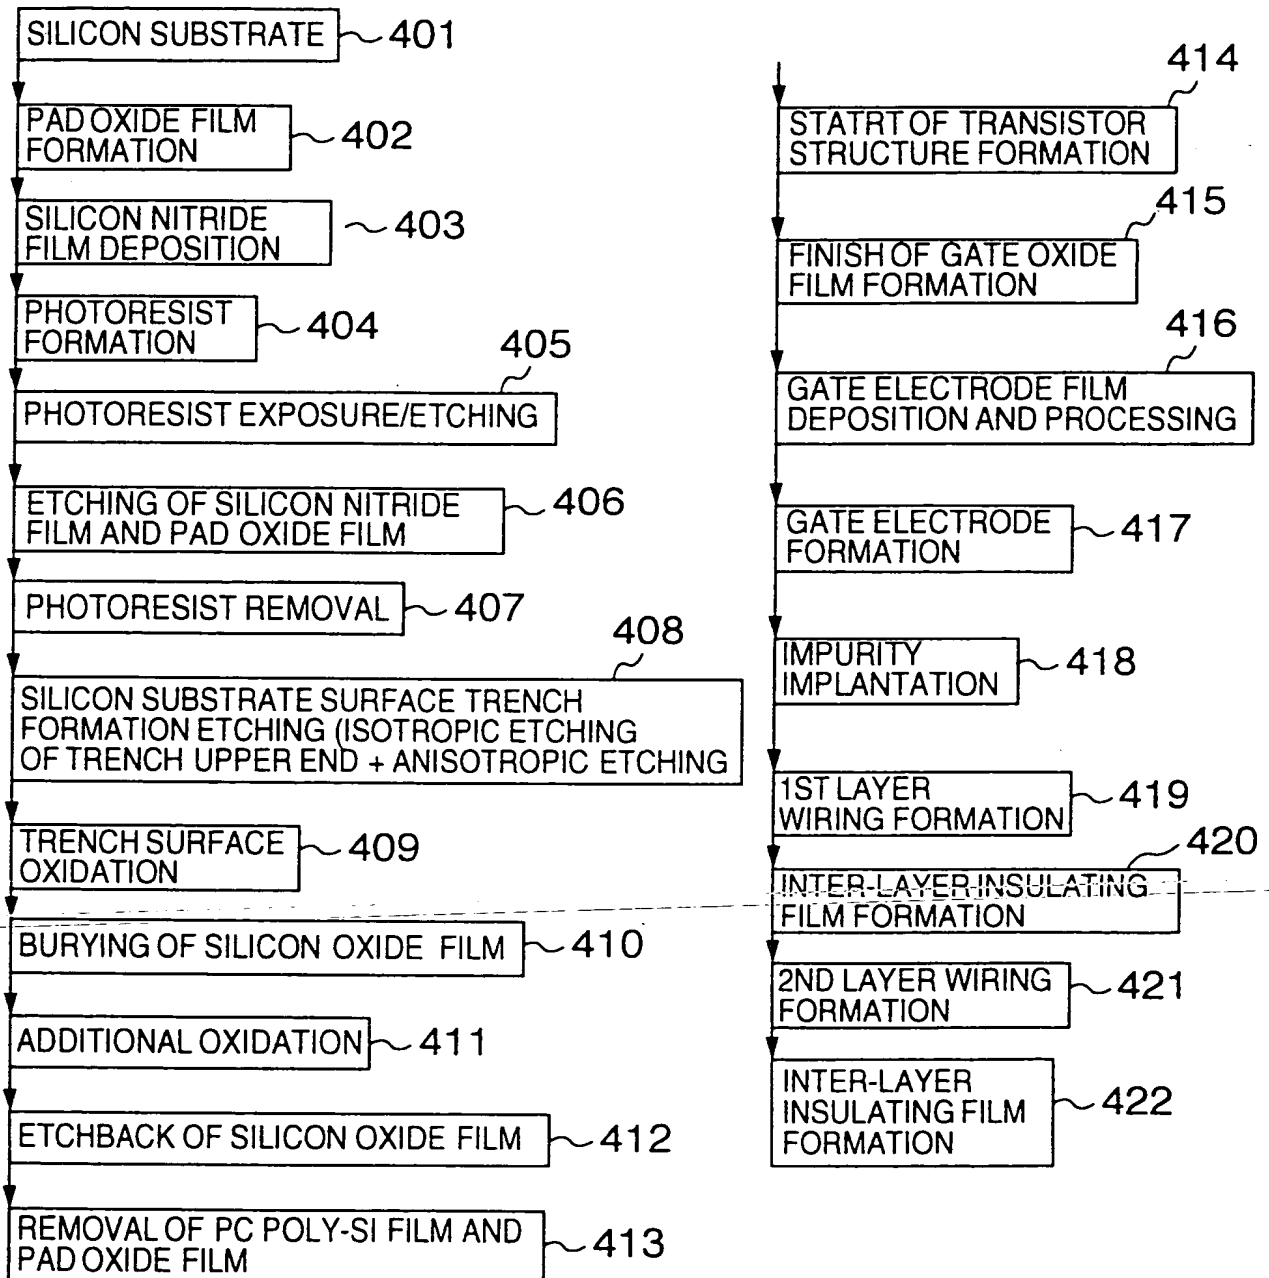 SILICON SUBSTRATE 401
PAD OXIDE FILM
FORMATION 402
SILICON NITRIDE
FILM DEPOSITION 403
PHOTORESIST
FORMATION 404
405
PHOTORESIST EXPOSURE/ETCHING
ETCHING OF SILICON NITRIDE
FILM AND PAD OXIDE FILM 406
PHOTORESIST REMOVAL 407
408
SILICON SUBSTRATE SURFACE TRENCH
FORMATION ETCHING (ISOTROPIC ETCHING
OF TRENCH UPPER END + ANISOTROPIC ETCHING
TRENCH SURFACE
OXIDATION 409
BURYING OF SILICON OXIDE FILM 410
ADDITIONAL OXIDATION 411
ETCHBACK OF SILICON OXIDE FILM 412
REMOVAL OF PC POLY-SI FILM AND
PAD OXIDE FILM 413
414
STATRT OF TRANSISTOR
STRUCTURE FORMATION
415
FINISH OF GATE OXIDE
FILM FORMATION
416
GATE ELECTRODE FILM
DEPOSITION AND PROCESSING
GATE ELECTRODE
FORMATION 417
IMPURITY
IMPLANTATION 418
1ST LAYER
WIRING FORMATION 419
420
INTER-LAYER INSULATING
FILM FORMATION
2ND LAYER WIRING
FORMATION 421
INTER-LAYER
INSULATING FILM 422
FORMATION